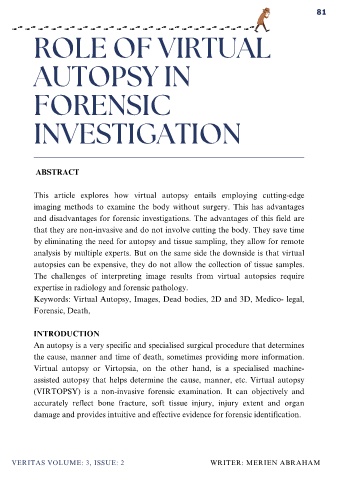 81
ROLE OF VIRTUAL
AUTOPSY IN
FORENSIC
INVESTIGATION
ABSTRACT
This article explores how virtual autopsy entails employing cutting-edge
imaging methods to examine the body without surgery. This has advantages
and disadvantages for forensic investigations. The advantages of this field are
that they are non-invasive and do not involve cutting the body. They save time
by eliminating the need for autopsy and tissue sampling, they allow for remote
analysis by multiple experts. But on the same side the downside is that virtual
autopsies can be expensive, they do not allow the collection of tissue samples.
The challenges of interpreting image results from virtual autopsies require
expertise in radiology and forensic pathology.
Keywords: Virtual Autopsy, Images, Dead bodies, 2D and 3D, Medico- legal,
Forensic, Death,
INTRODUCTION
An autopsy is a very specific and specialised surgical procedure that determines
the cause, manner and time of death, sometimes providing more information.
Virtual autopsy or Virtopsia, on the other hand, is a specialised machine-
assisted autopsy that helps determine the cause, manner, etc. Virtual autopsy
(VIRTOPSY) is a non-invasive forensic examination. It can objectively and
accurately reflect bone fracture, soft tissue injury, injury extent and organ
damage and provides intuitive and effective evidence for forensic identification.
VERITAS VOLUME: 3, ISSUE: 2
WRITER: MERIEN ABRAHAM